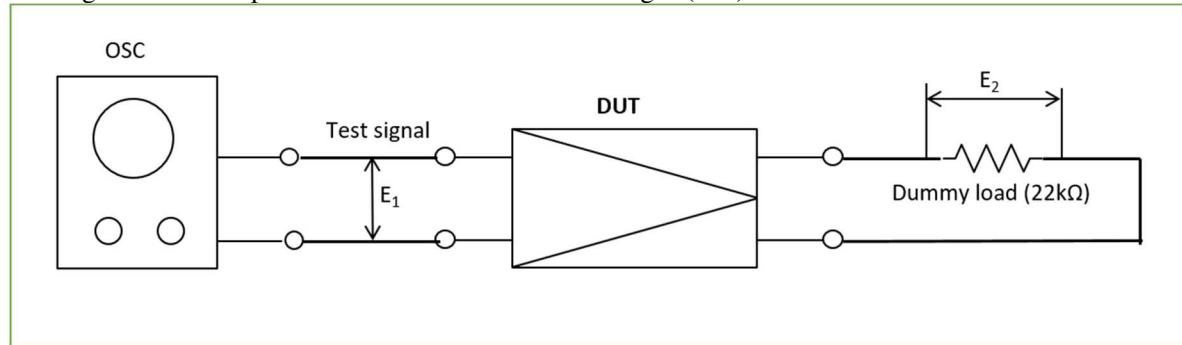 OSC
E₂
DUT
Test signal
E₁
Dummy load (22kΩ)